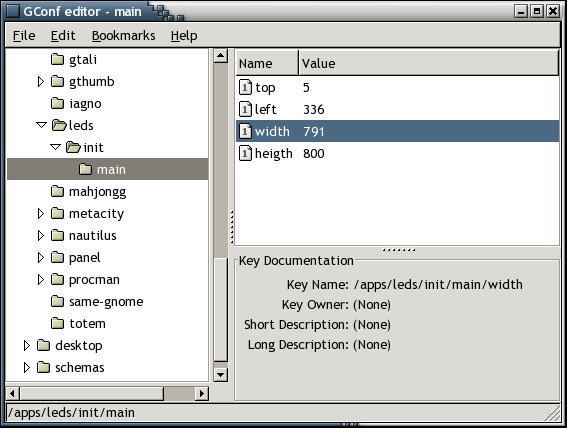 GConf editor - main
File Edit Bookmarks Help
gtali
gthumb
iagno
leds
init
main
mahjongg
metacity
nautilus
panel
procman
same-gnome
totem
desktop
schemas
Name Value
top 5
left 336
width 791
heigth 800
Key Documentation
Key Name: /apps/leds/init/main/width
Key Owner: (None)
Short Description: (None)
Long Description: (None)
/apps/leds/init/main